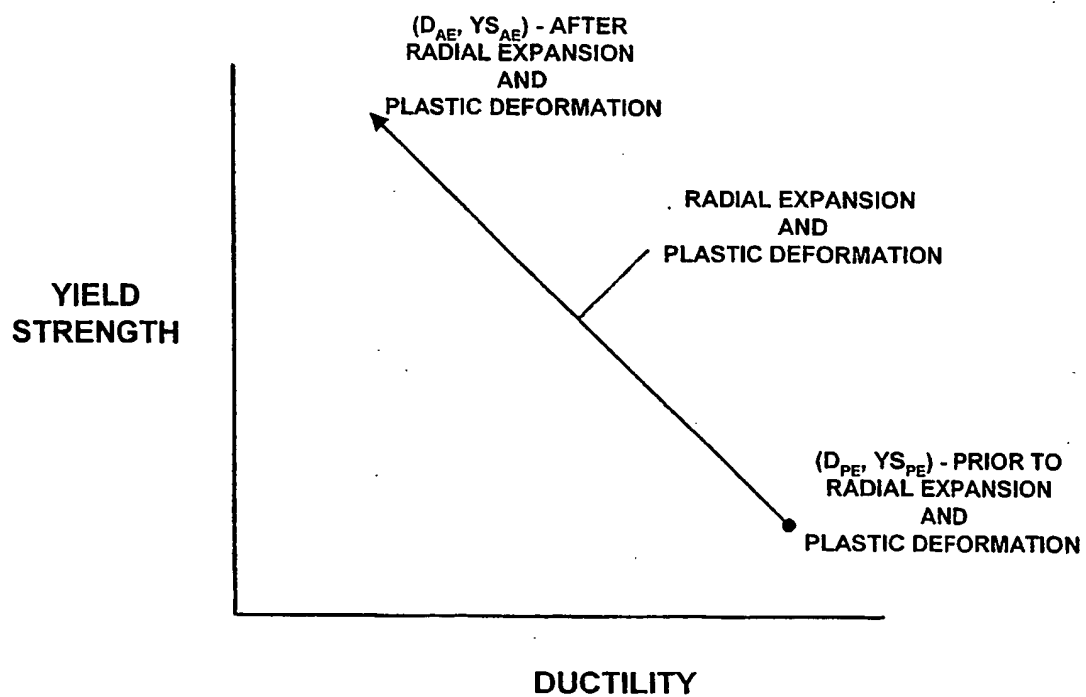 (D_AE, YS_AE) - AFTER
RADIAL EXPANSION
AND
PLASTIC DEFORMATION
RADIAL EXPANSION
AND
PLASTIC DEFORMATION
YIELD
STRENGTH
(D_PE, YS_PE) - PRIOR TO
RADIAL EXPANSION
AND
PLASTIC DEFORMATION
DUCTILITY